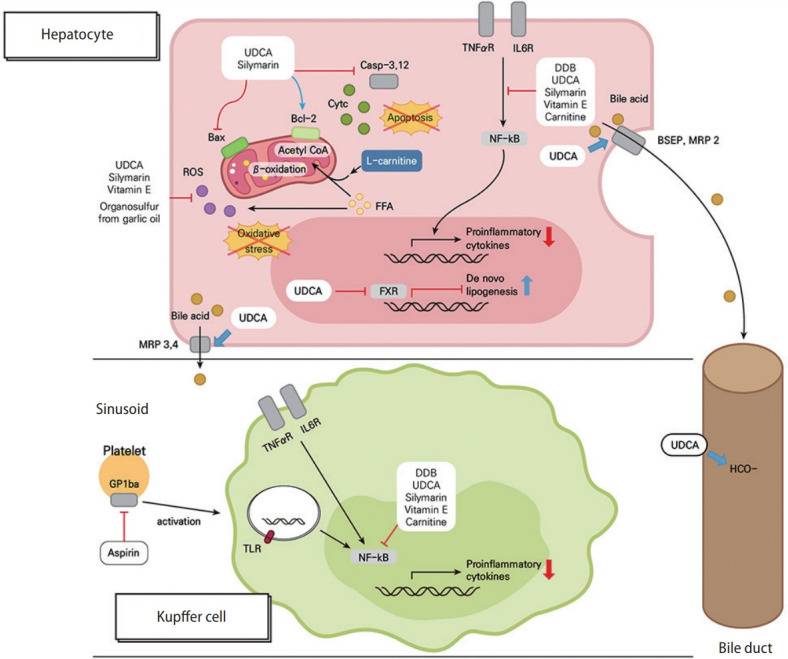 Hepatocyte
TNFαR
IL6R
UDCA
Silymarin
Casp-3,12
Cytc
Bcl-2
Apoptosis
Bax
Acetyl CoA
β-oxidation
L-carnitine
ROS
FFA
UDCA
Silymarin
Vitamin E
Organosulfur
from garlic oil
Oxidative
stress
DDB
UDCA
Silymarin
Vitamin E
Carnitine
NF-kB
Bile acid
UDCA
BSEP, MRP 2
Proinflammatory
cytokines
UDCA
FXR
De novo
lipogenesis
Bile acid
UDCA
MRP 3,4
Sinusoid
Platelet
GP1ba
activation
Aspirin
TNFαR
IL6R
TLR
DDB
UDCA
Silymarin
Vitamin E
Carnitine
NF-kB
Proinflammatory
cytokines
Kupffer cell
UDCA
HCO–
Bile duct